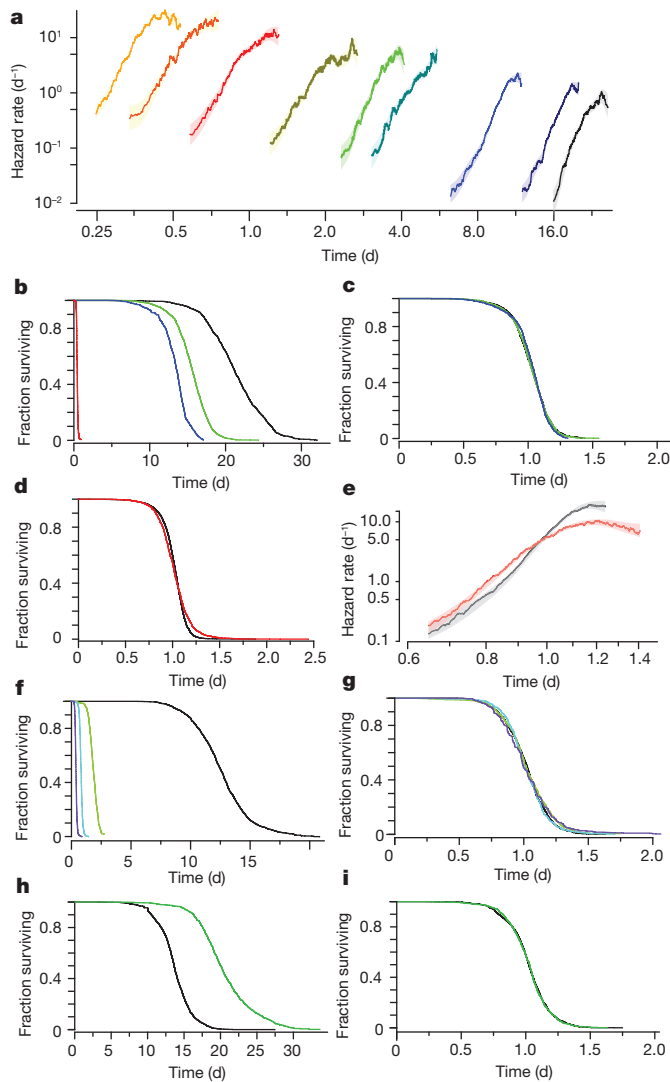 a
Hazard rate (d⁻¹)
10¹
10⁰
10⁻¹
10⁻²
0.25 0.5 1.0 2.0 4.0 8.0 16.0
Time (d)
b
Fraction surviving
0.8
0.4
0
0 10 20 30
Time (d)
c
Fraction surviving
0.8
0.4
0
0 0.5 1.0 1.5 2.0
Time (d)
d
Fraction surviving
0.8
0.4
0
0 0.5 1.0 1.5 2.0 2.5
Time (d)
e
Hazard rate (d⁻¹)
10.0
5.0
1.0
0.5
0.1
0.6 0.8 1.0 1.2 1.4
Time (d)
f
Fraction surviving
0.8
0.4
0
0 5 10 15
Time (d)
g
Fraction surviving
0.8
0.4
0
0 0.5 1.0 1.5 2.0
Time (d)
h
Fraction surviving
0.8
0.4
0
0 5 10 15 20 25 30
Time (d)
i
Fraction surviving
0.8
0.4
0
0 0.5 1.0 1.5 2.0
Time (d)